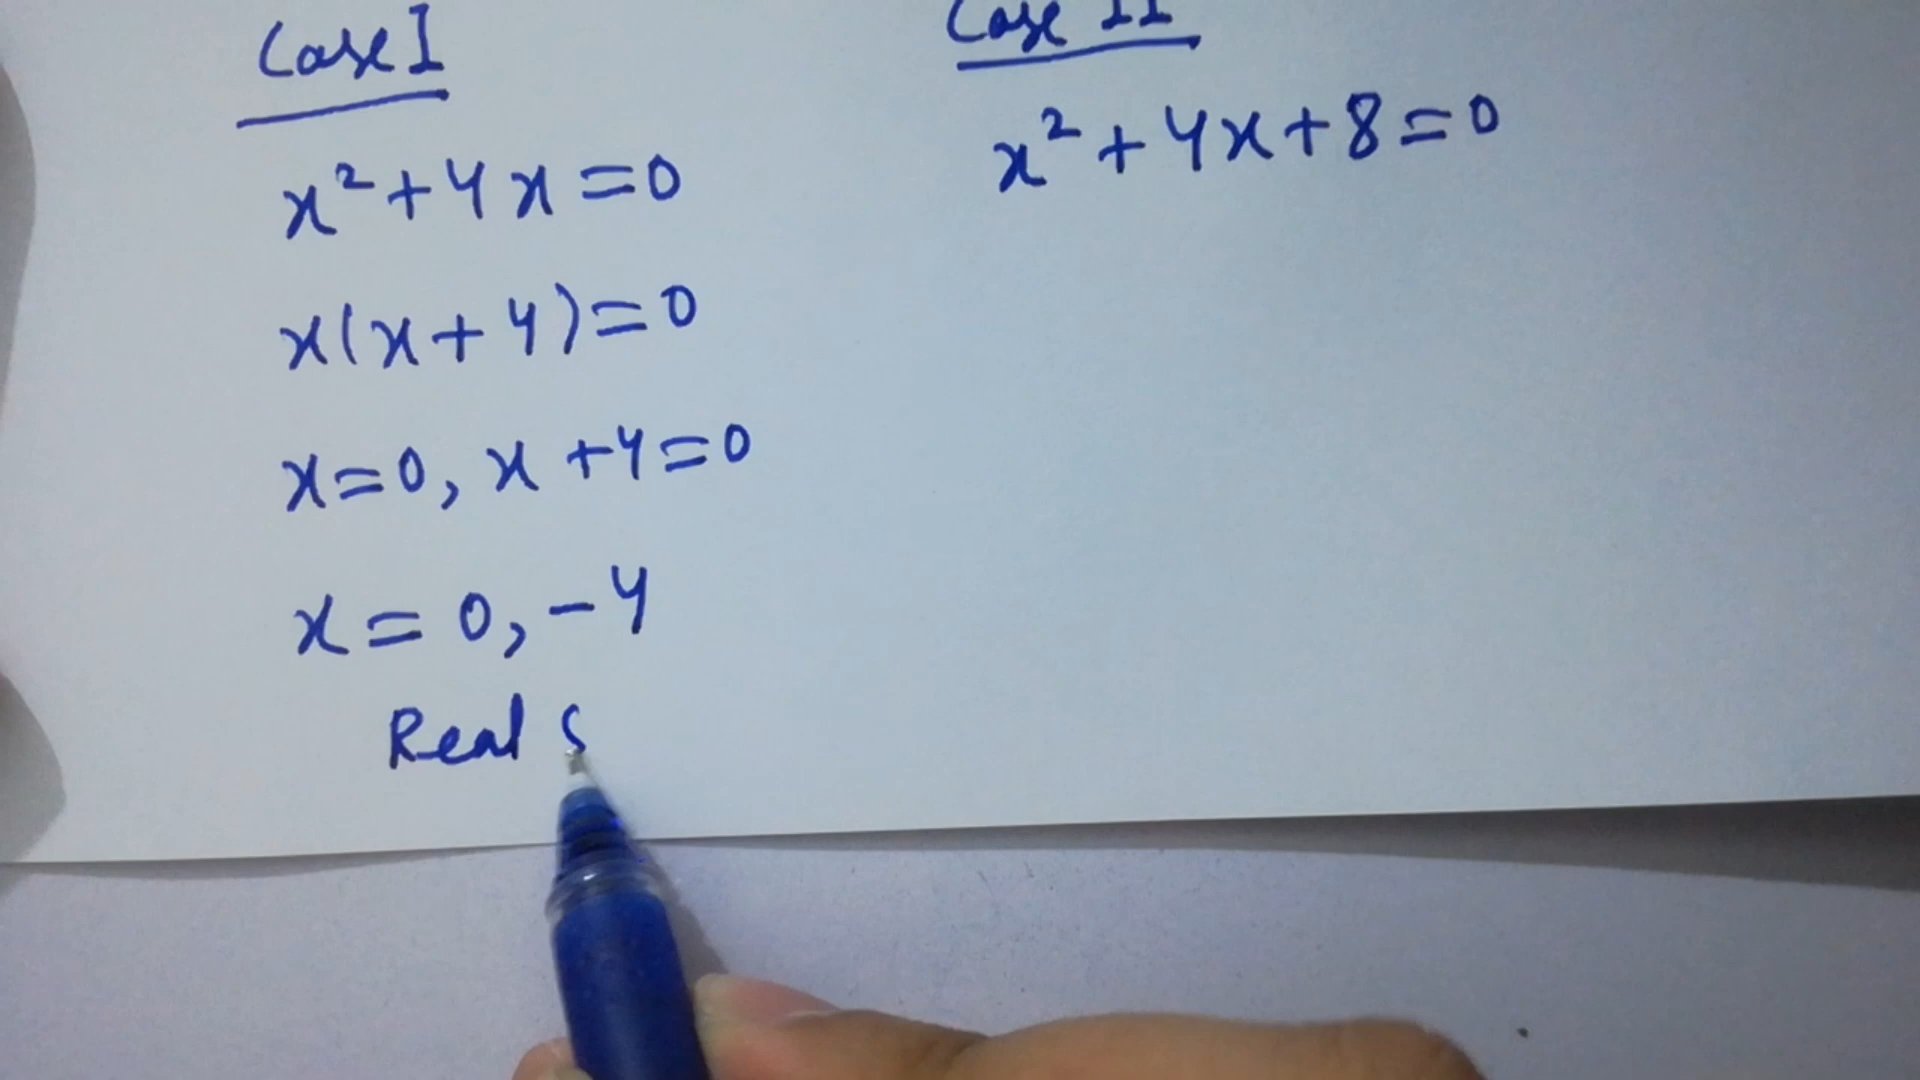 Case I
x² + 4x = 0
x(x + 4) = 0
x = 0, x + 4 = 0
x = 0, -4
Real S
Case II
x² + 4x + 8 = 0